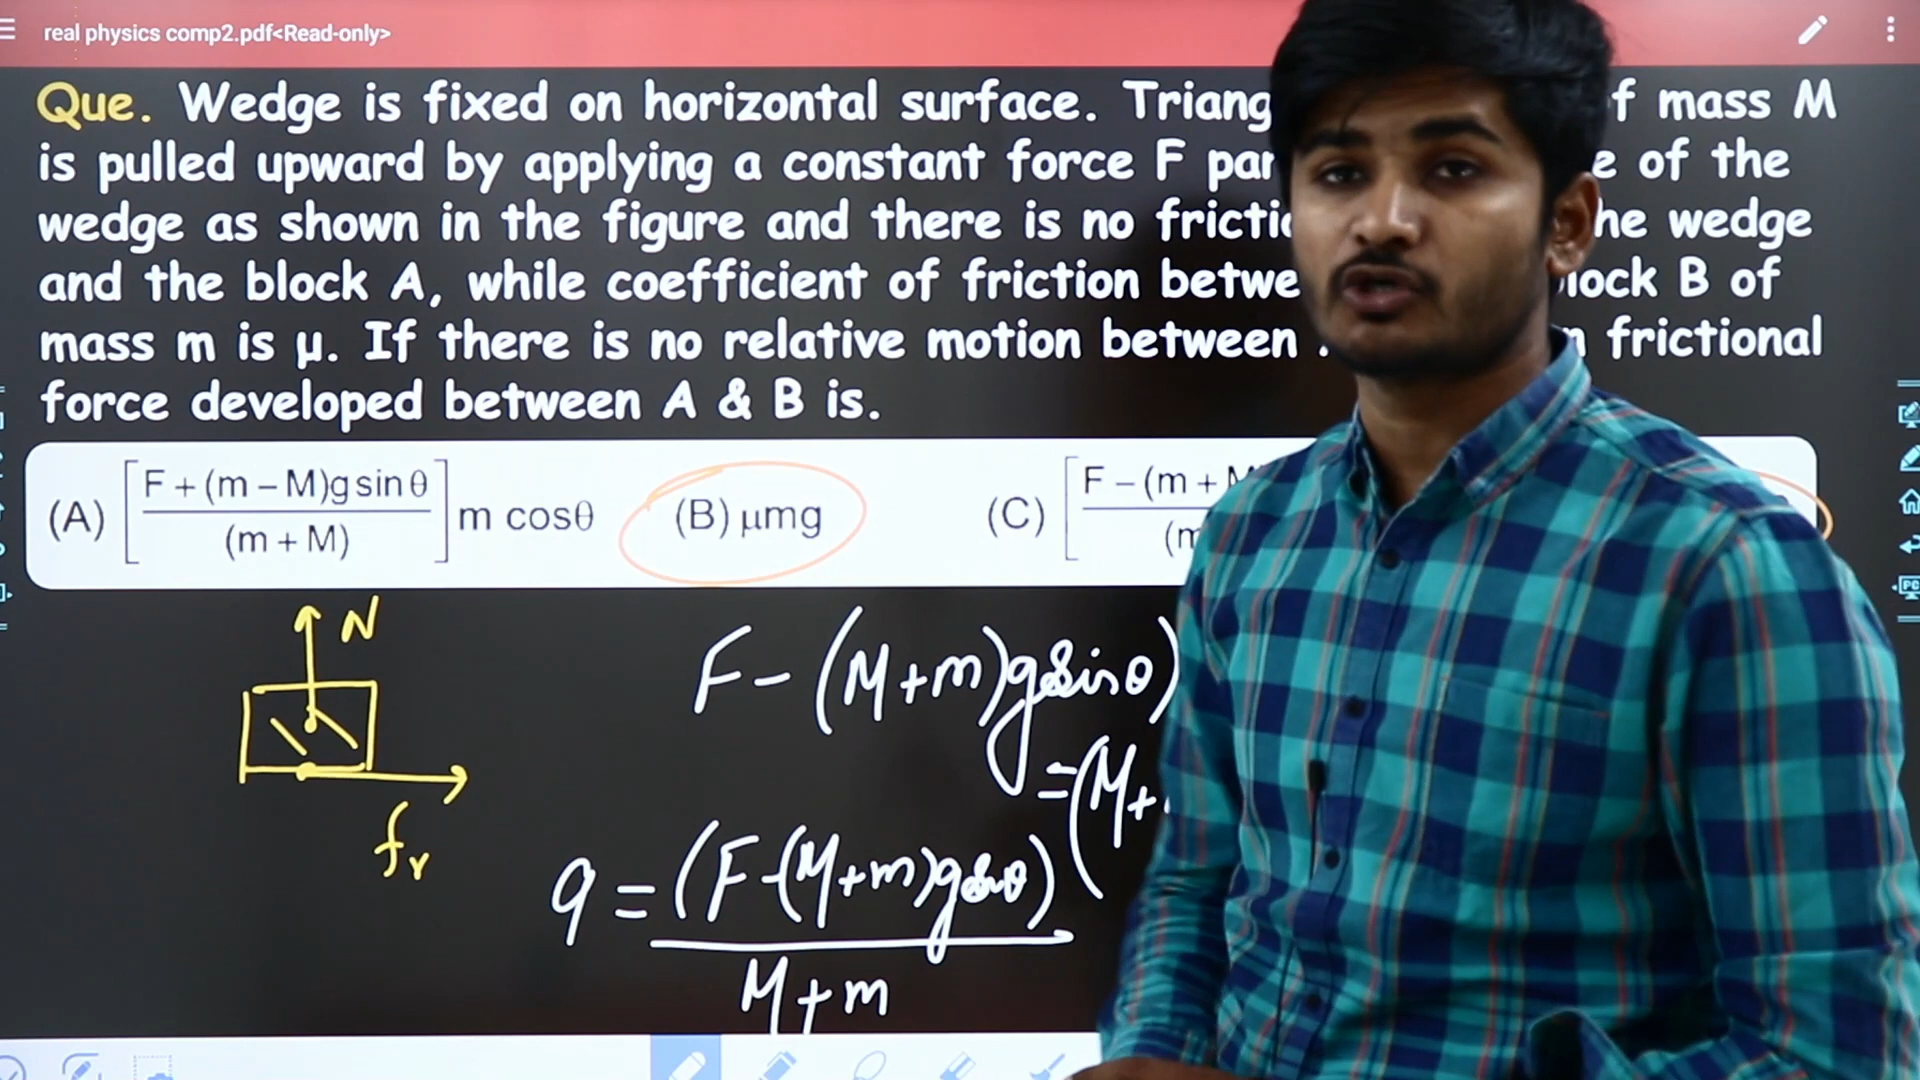 real physics comp2.pdf<Read-only>
Que. Wedge is fixed on horizontal surface. Triang f mass M
is pulled upward by applying a constant force F par e of the
wedge as shown in the figure and there is no frictio he wedge
and the block A, while coefficient of friction betwe lock B of
mass m is μ. If there is no relative motion between n frictional
force developed between A & B is.
(A) [F + (m − M)g sin θ / (m + M)] m cosθ (B) μmg (C) [F − (m + M / (m
N
fr
F − (M+m)g sinθ)
= (M+
a = (F-(M+m)g sinθ)
M+m